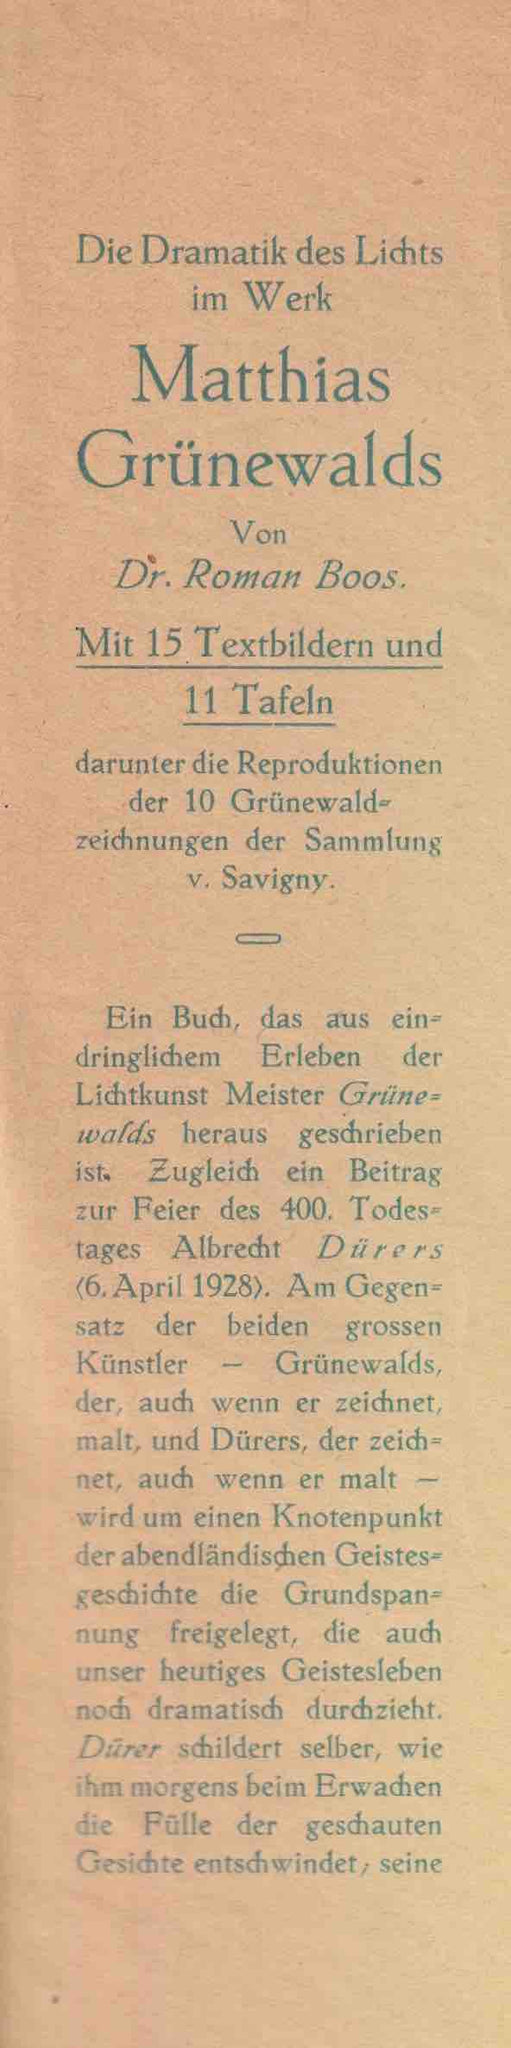 Die Dramatik des Lichts
im Werk
Matthias
Grünewalds
Von
Dr. Roman Boos.
Mit 15 Textbildern und
11 Tafeln
darunter die Reproduktionen
der 10 Grünewald-
zeichnungen der Sammlung
v. Savigny.
Ein Buch, das aus ein-
dringlichem Erleben der
Lichtkunst Meister Grüne-
walds heraus geschrieben
ist. Zugleich ein Beitrag
zur Feier des 400. Todes-
tages Albrecht Dürers
(6. April 1928). Am Gegen-
satz der beiden grossen
Künstler — Grünewalds,
der, auch wenn er zeichnet,
malt, und Dürers, der zeich-
net, auch wenn er malt —
wird um einen Knotenpunkt
der abendländischen Geistes-
geschichte die Grundspan-
nung freigelegt, die auch
unser heutiges Geistesleben
noch dramatisch durchzieht.
Dürer schildert selber, wie
ihm morgens beim Erwachen
die Fülle der geschauten
Gesichte entschwindet; seine